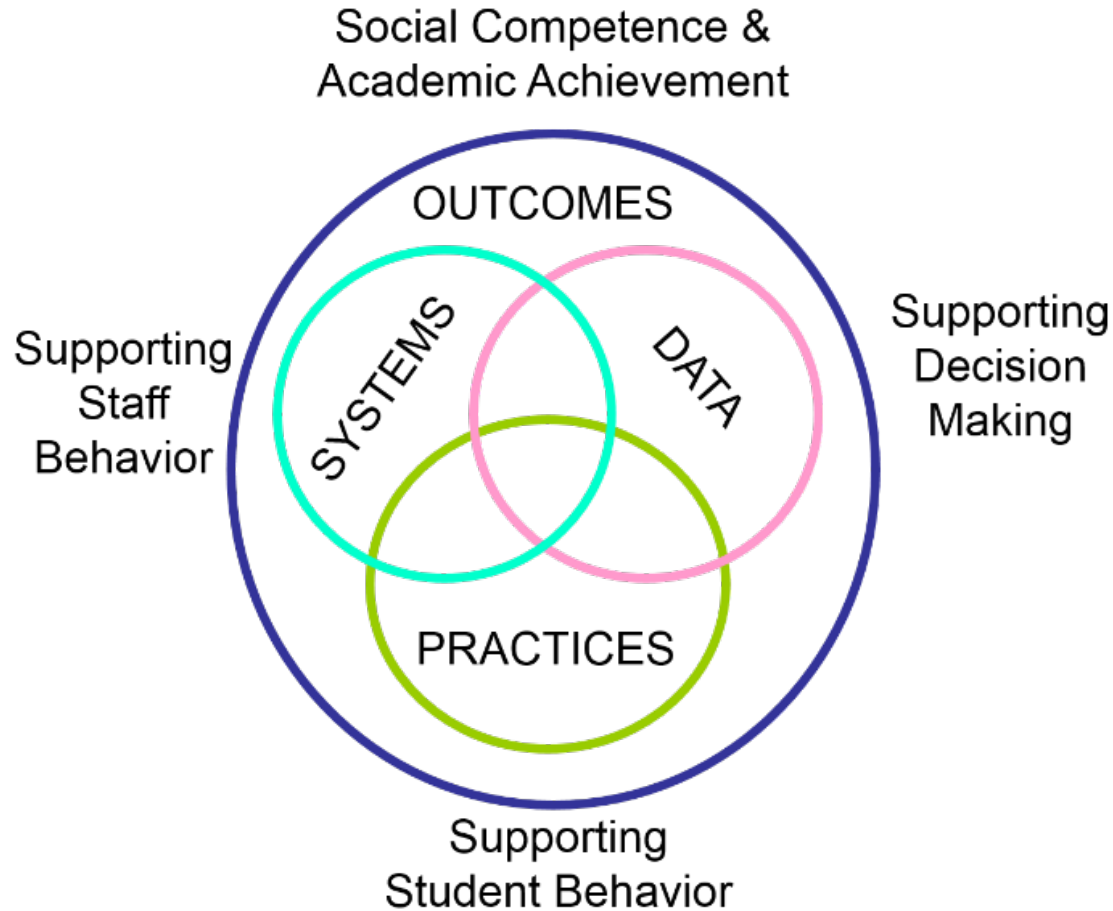 Social Competence &
Academic Achievement
OUTCOMES
Supporting
Staff
Behavior
SYSTEMS
DATA
Supporting
Decision
Making
PRACTICES
Supporting
Student Behavior